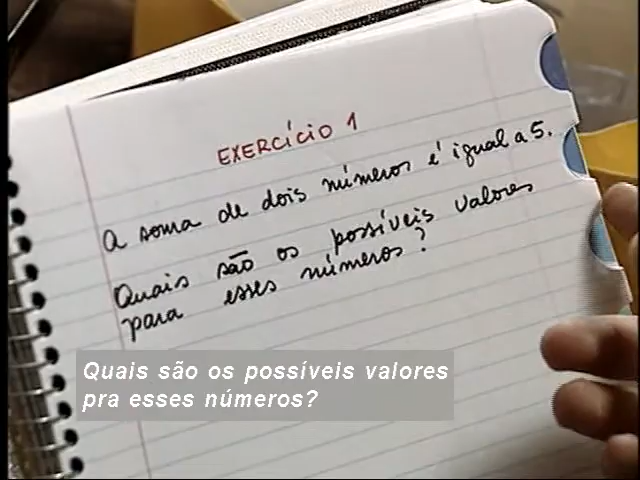 EXERCÍCIO 1
A soma de dois números é igual a 5.
Quais são os possíveis valores
para esses números?
Quais são os possíveis valores
pra esses números?